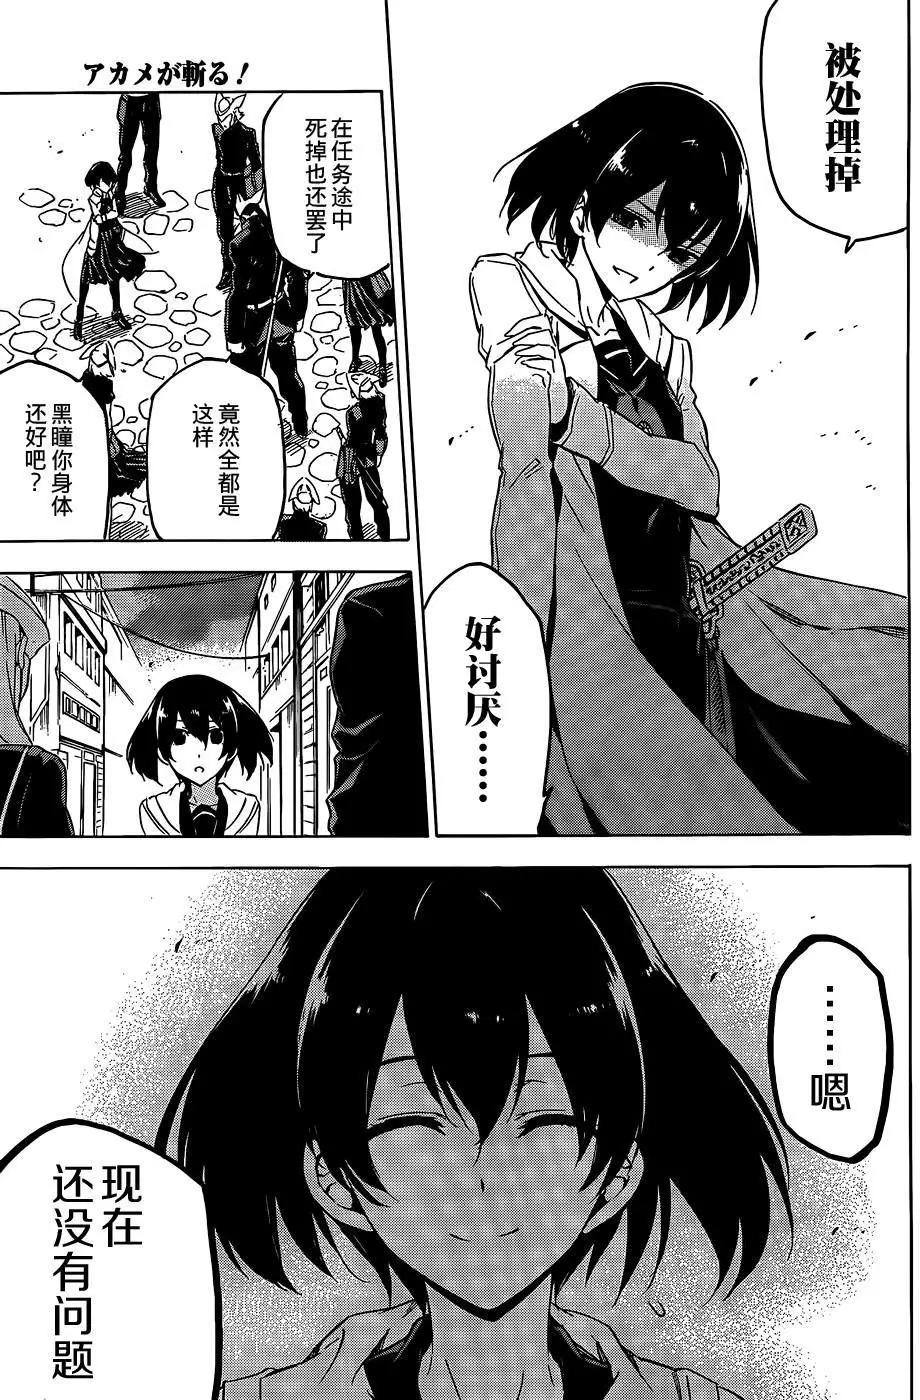 アカメが斬る！
被处理掉
好讨厌……
在任务途中
死掉也还罢了
竟然全都是
这样
黑瞳你身体
还好吧？
……嗯
现在
还没有问题